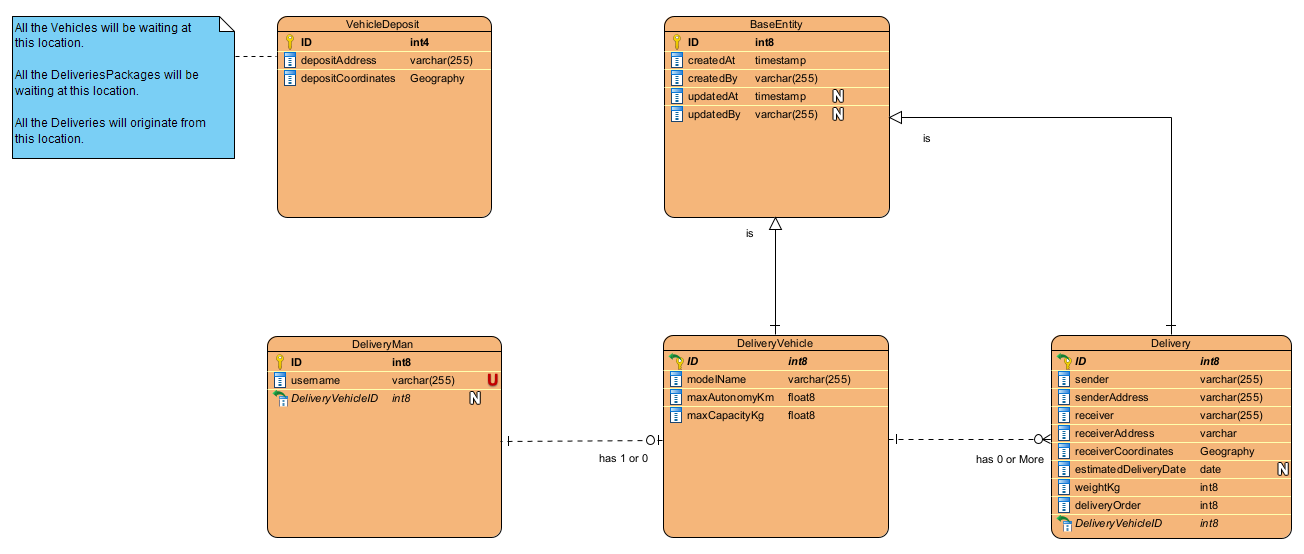 All the Vehicles will be waiting at
this location.
All the DeliveriesPackages will be
waiting at this location.
All the Deliveries will originate from
this location.
VehicleDeposit
ID int4
depositAddress varchar(255)
depositCoordinates Geography
BaseEntity
ID int8
createdAt timestamp
createdBy varchar(255)
updatedAt timestamp N
updatedBy varchar(255) N
is
is
DeliveryMan
ID int8
username varchar(255) U
DeliveryVehicleID int8 N
has 1 or 0
DeliveryVehicle
ID int8
modelName varchar(255)
maxAutonomyKm float8
maxCapacityKg float8
has 0 or More
Delivery
ID int8
sender varchar(255)
senderAddress varchar(255)
receiver varchar(255)
receiverAddress varchar
receiverCoordinates Geography
estimatedDeliveryDate date N
weightKg int8
deliveryOrder int8
DeliveryVehicleID int8